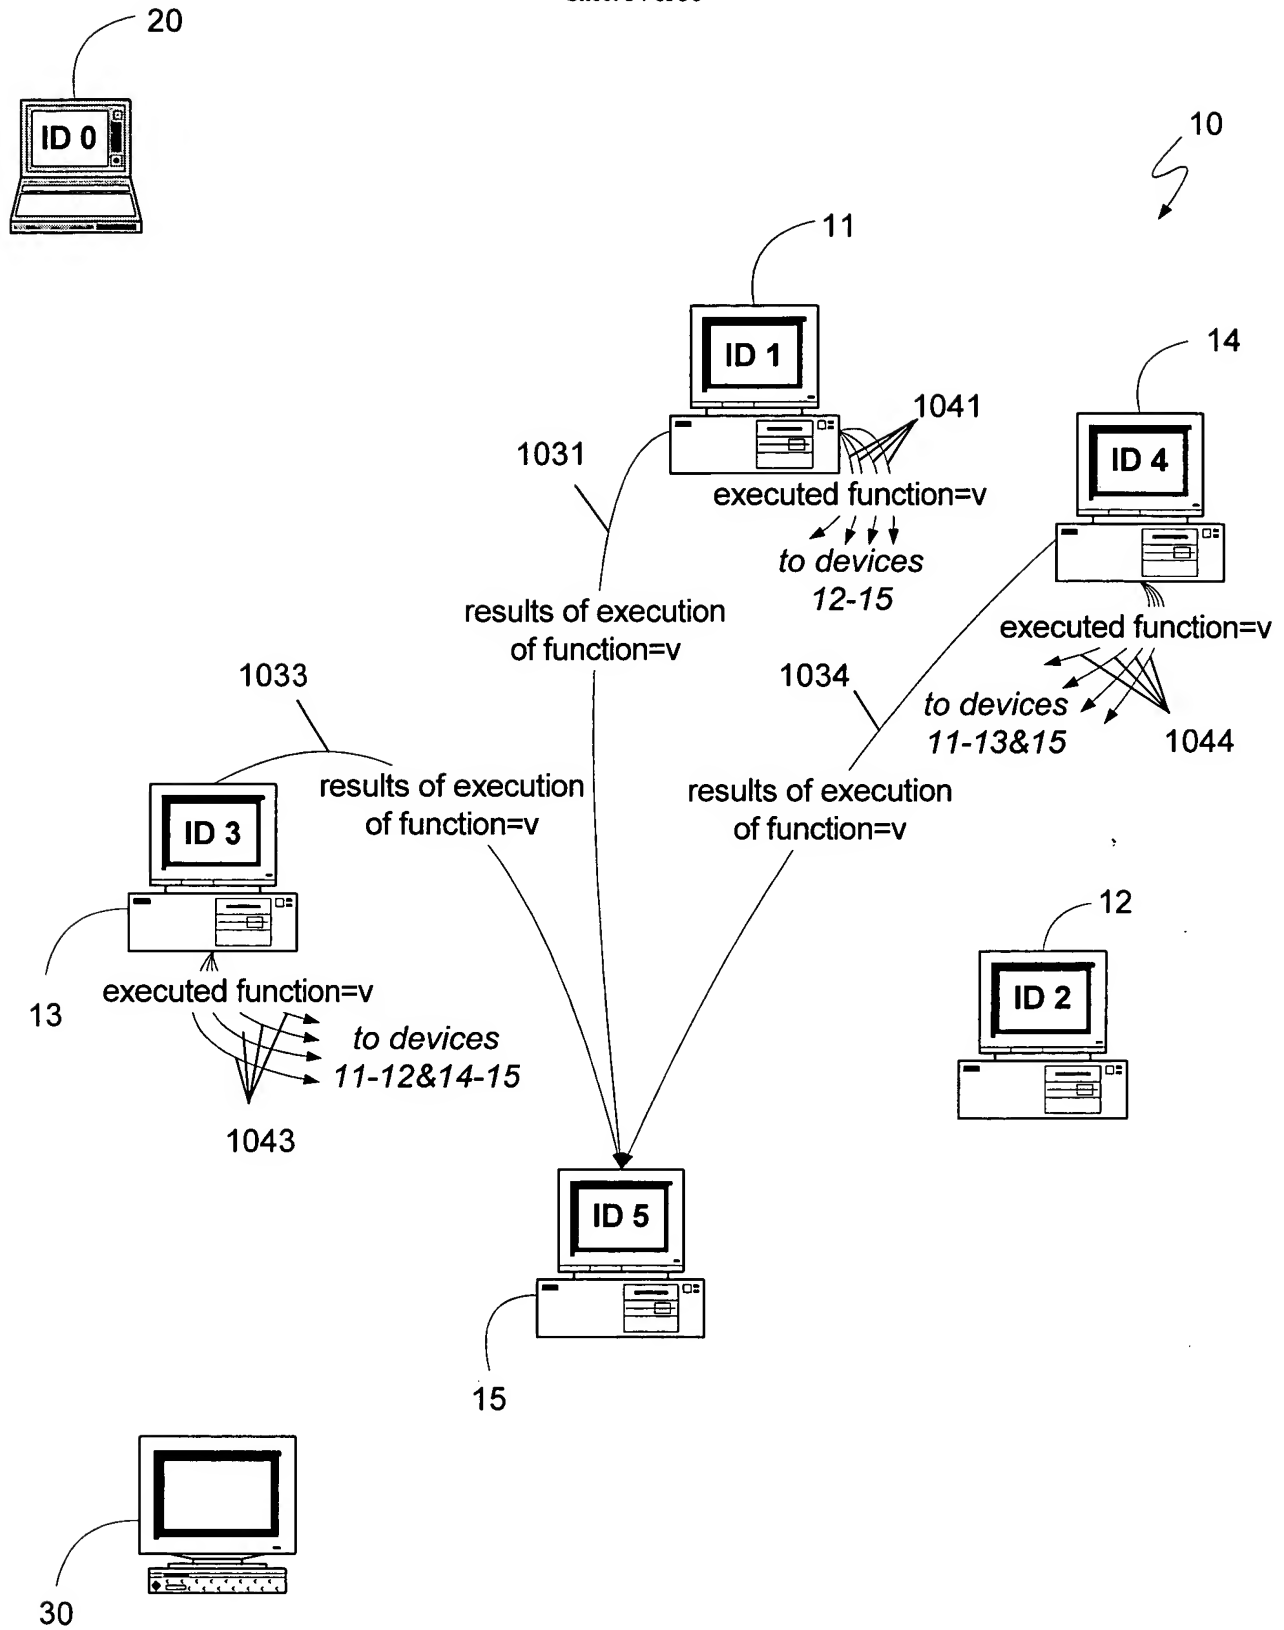 20
ID 0
10
11
ID 1
14
1041
ID 4
1031
executed function=v
to devices
12-15
results of execution
of function=v
executed function=v
1033
1034
to devices
11-13&15
1044
results of execution
of function=v
results of execution
of function=v
ID 3
12
ID 2
13
executed function=v
to devices
11-12&14-15
1043
ID 5
15
30